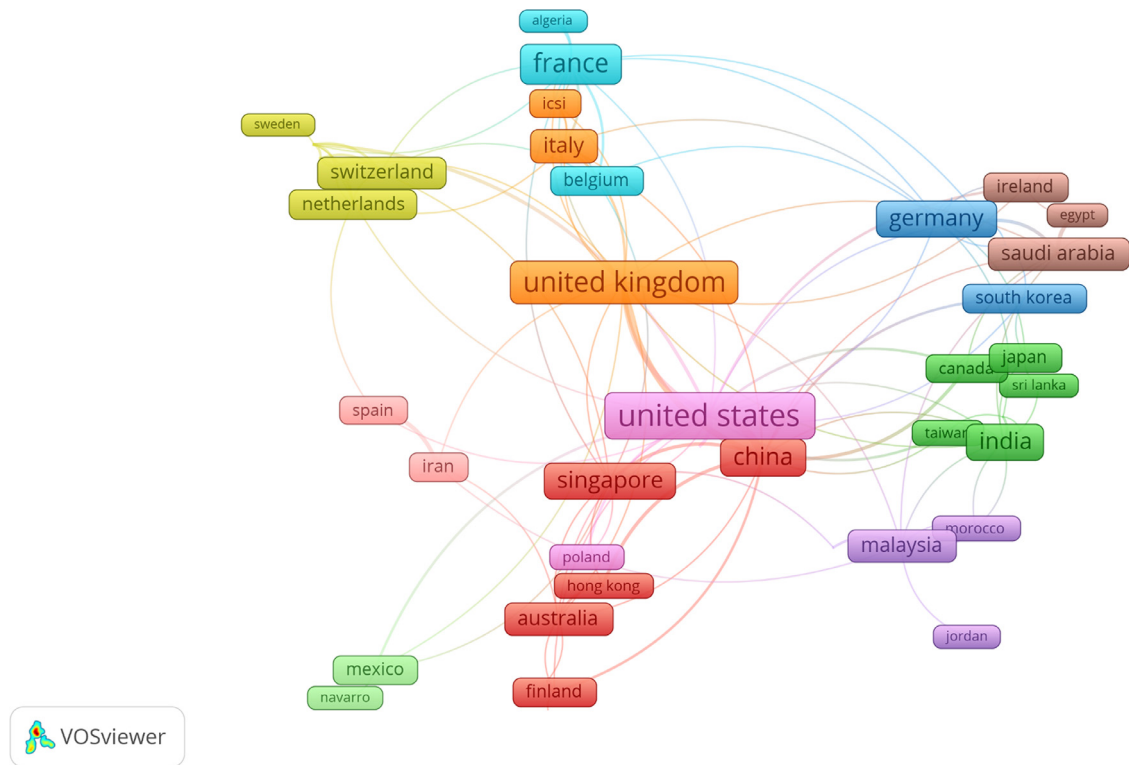 algeria
france
icsi
sweden
italy
switzerland
belgium
ireland
netherlands
germany
egypt
saudi arabia
united kingdom
south korea
japan
canada
sri lanka
spain
united states
taiwan
india
china
iran
singapore
morocco
malaysia
poland
hong kong
australia
jordan
mexico
finland
navarro
VOSviewer